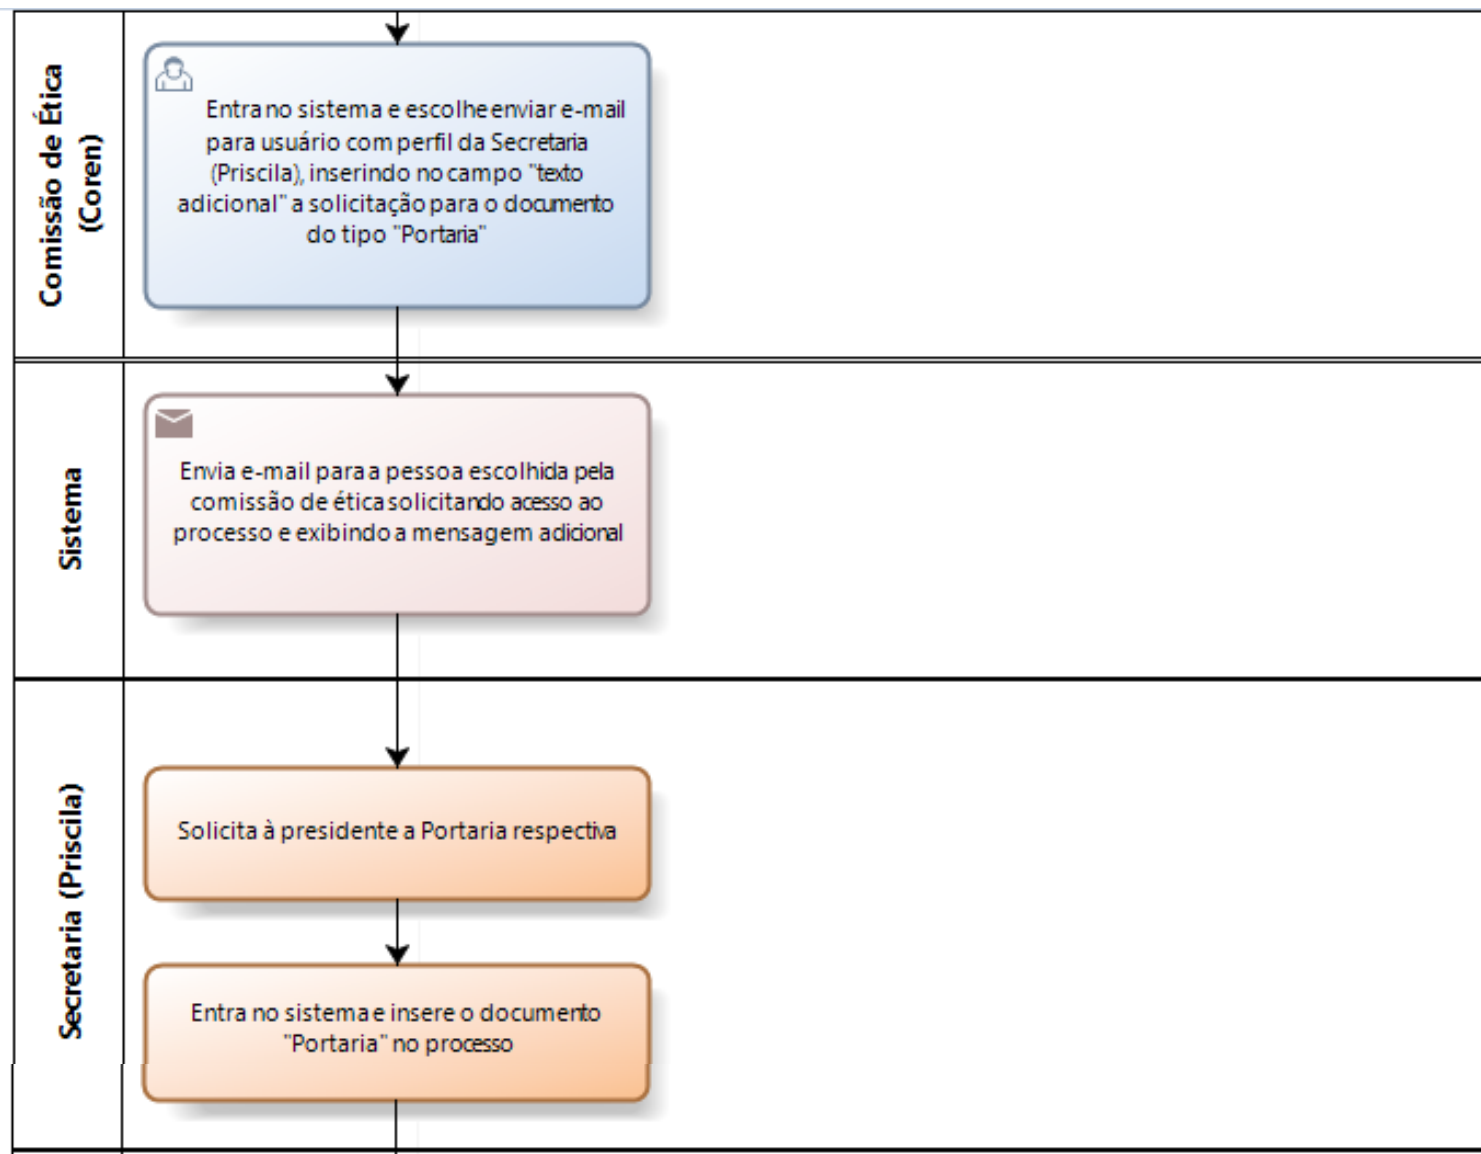 Comissão de Ética
(Coren)
Entra no sistema e escolhe enviar e-mail
para usuário com perfil da Secretaria
(Priscila), inserindo no campo "texto
adicional" a solicitação para o documento
do tipo "Portaria"
Sistema
Envia e-mail para a pessoa escolhida pela
comissão de ética solicitando acesso ao
processo e exibindo a mensagem adicional
Secretaria (Priscila)
Solicita à presidente a Portaria respectiva
Entra no sistema e insere o documento
"Portaria" no processo